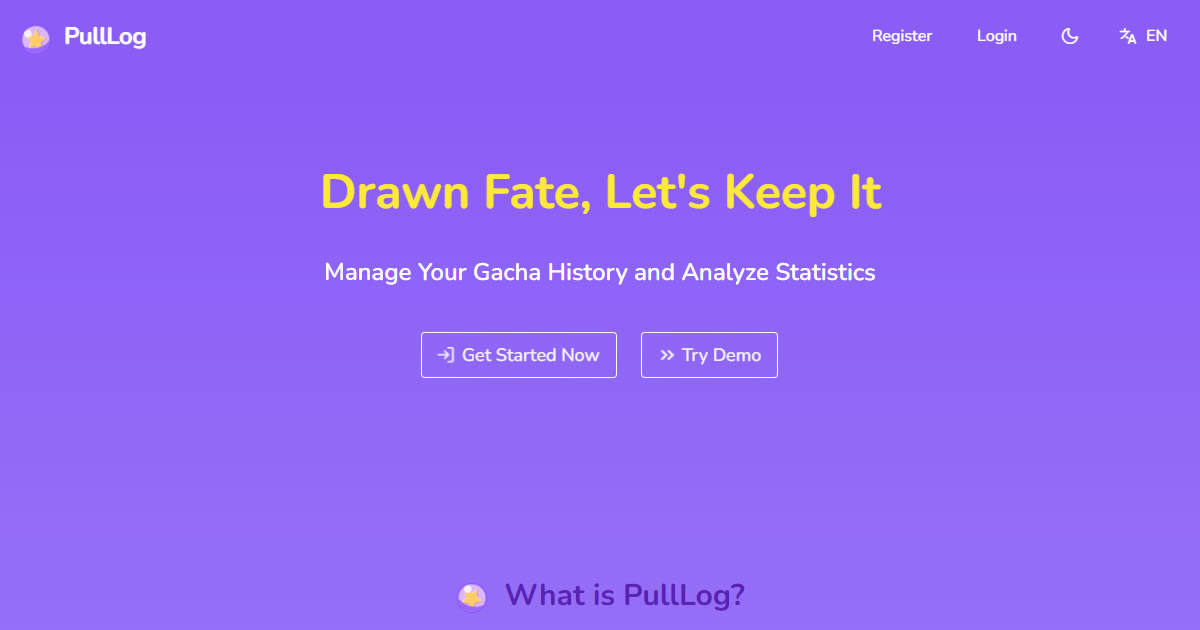 PullLog
Register
Login
EN
Drawn Fate, Let's Keep It
Manage Your Gacha History and Analyze Statistics
Get Started Now
Try Demo
What is PullLog?